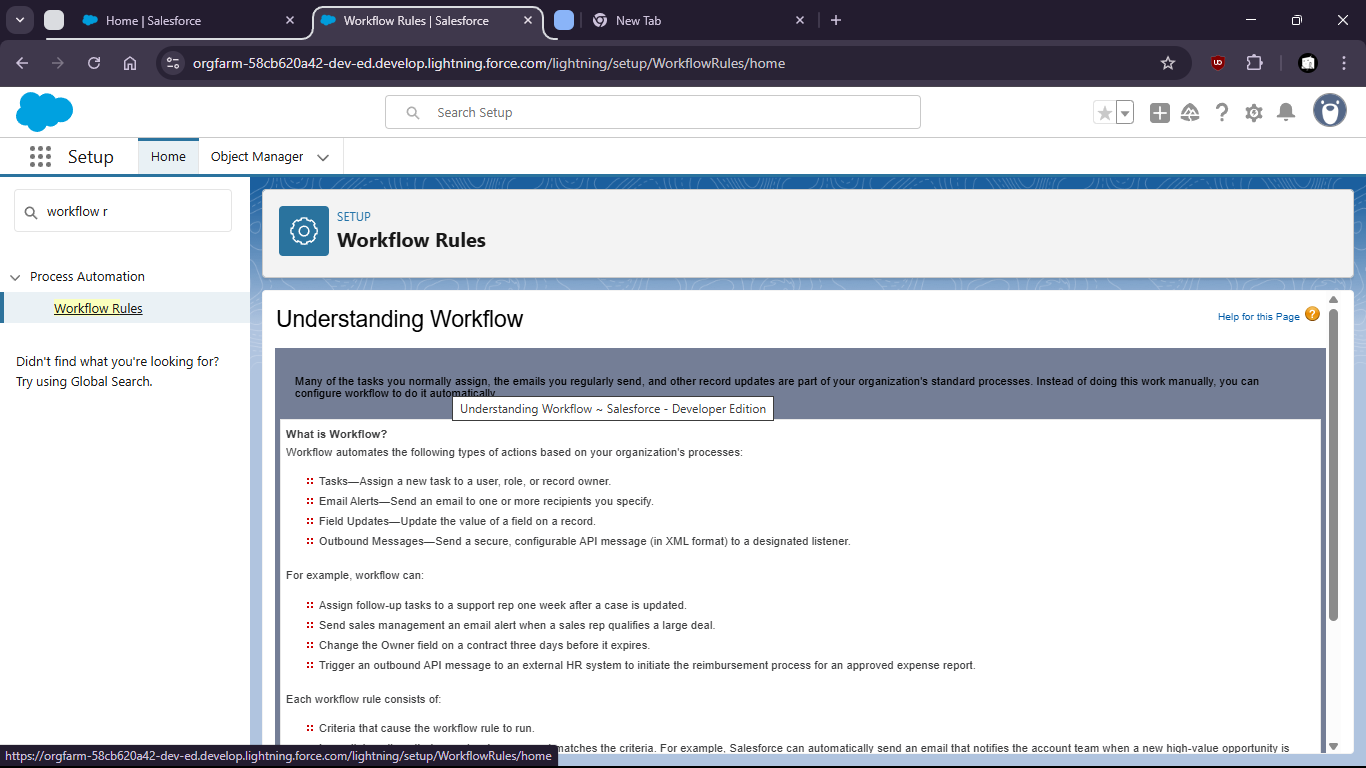 Home | Salesforce
Workflow Rules | Salesforce
New Tab
orgfarm-58cb620a42-dev-ed.develop.lightning.force.com/lightning/setup/WorkflowRules/home
Search Setup
Setup
Home
Object Manager
workflow r
Process Automation
Workflow Rules
Didn't find what you're looking for?
Try using Global Search.
SETUP
Workflow Rules
Understanding Workflow
Help for this Page ?
Many of the tasks you normally assign, the emails you regularly send, and other record updates are part of your organization's standard processes. Instead of doing this work manually, you can
configure workflow to do it automatically.
Understanding Workflow ~ Salesforce - Developer Edition
What is Workflow?
Workflow automates the following types of actions based on your organization's processes:
Tasks—Assign a new task to a user, role, or record owner.
Email Alerts—Send an email to one or more recipients you specify.
Field Updates—Update the value of a field on a record.
Outbound Messages—Send a secure, configurable API message (in XML format) to a designated listener.
For example, workflow can:
Assign follow-up tasks to a support rep one week after a case is updated.
Send sales management an email alert when a sales rep qualifies a large deal.
Change the Owner field on a contract three days before it expires.
Trigger an outbound API message to an external HR system to initiate the reimbursement process for an approved expense report.
Each workflow rule consists of:
Criteria that cause the workflow rule to run.
matches the criteria. For example, Salesforce can automatically send an email that notifies the account team when a new high-value opportunity is
https://orgfarm-58cb620a42-dev-ed.develop.lightning.force.com/lightning/setup/WorkflowRules/home